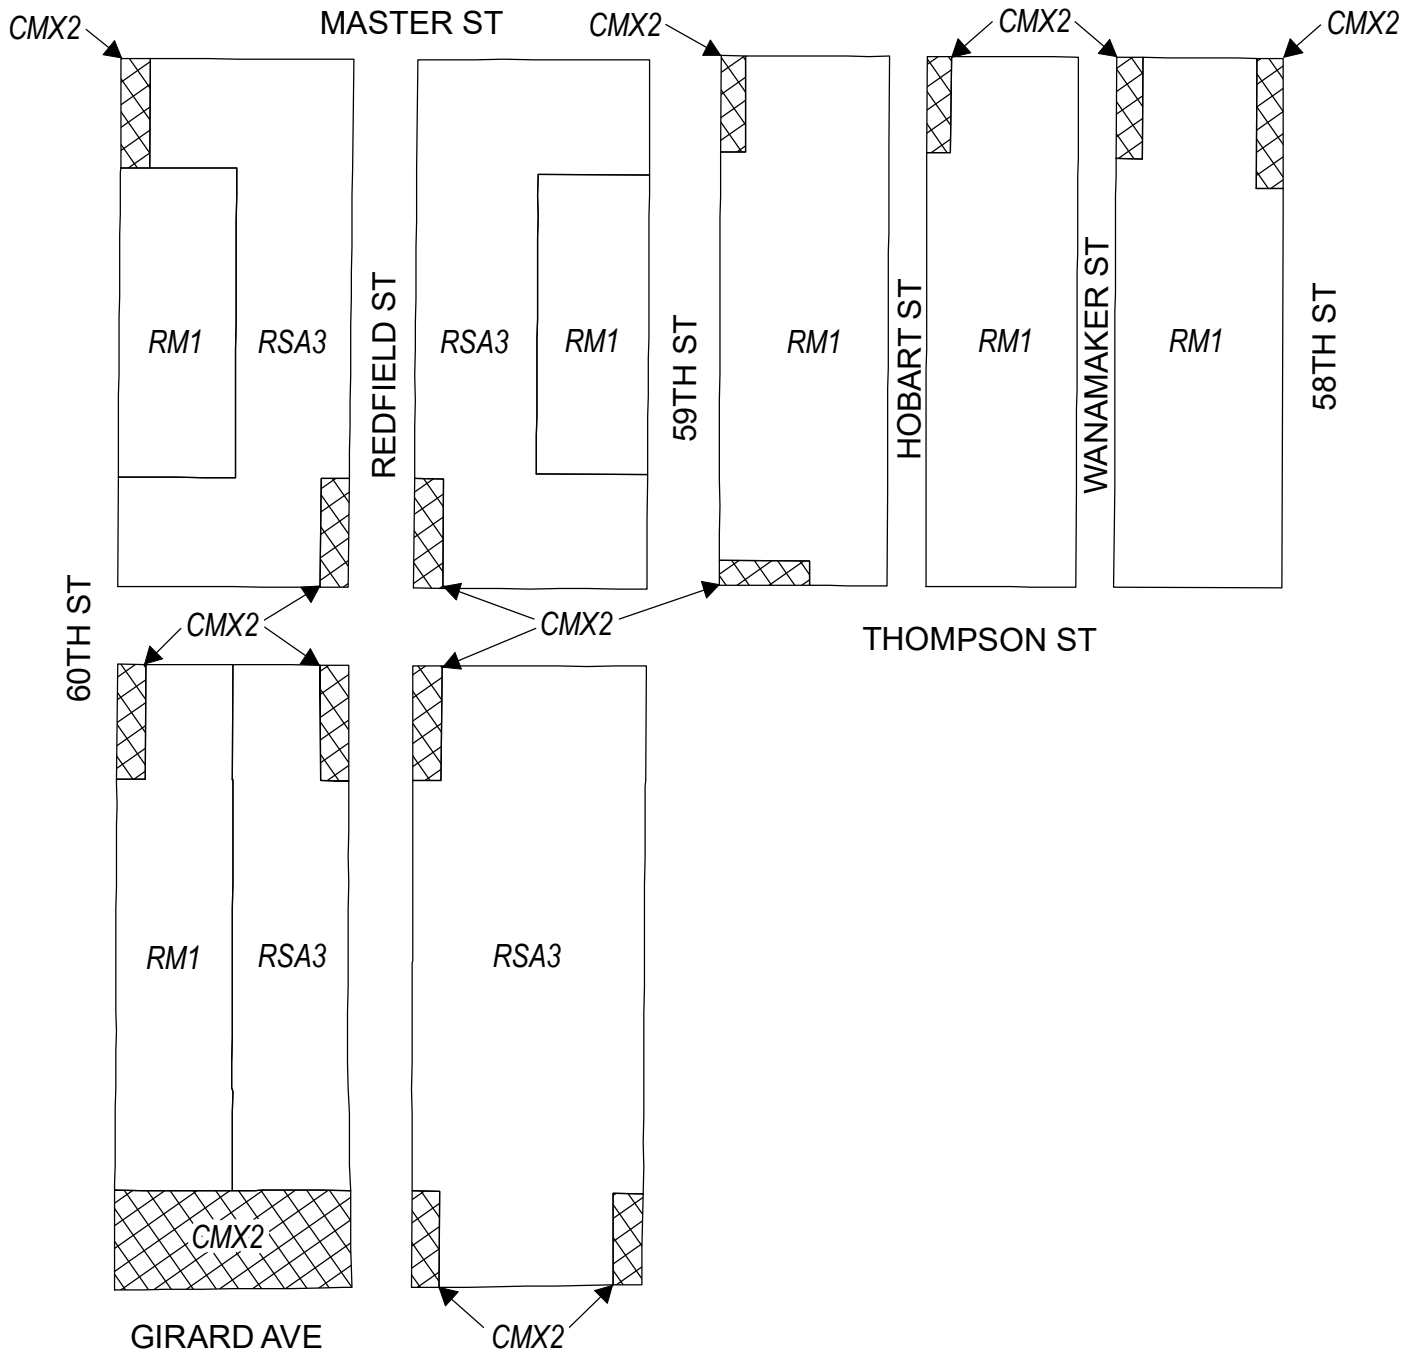 CMX2
MASTER ST
CMX2
CMX2
CMX2
RM1
RSA3
REDFIELD ST
RSA3
RM1
59TH ST
RM1
HOBART ST
RM1
WANAMAKER ST
RM1
58TH ST
60TH ST
CMX2
CMX2
THOMPSON ST
RM1
RSA3
RSA3
CMX2
GIRARD AVE
CMX2